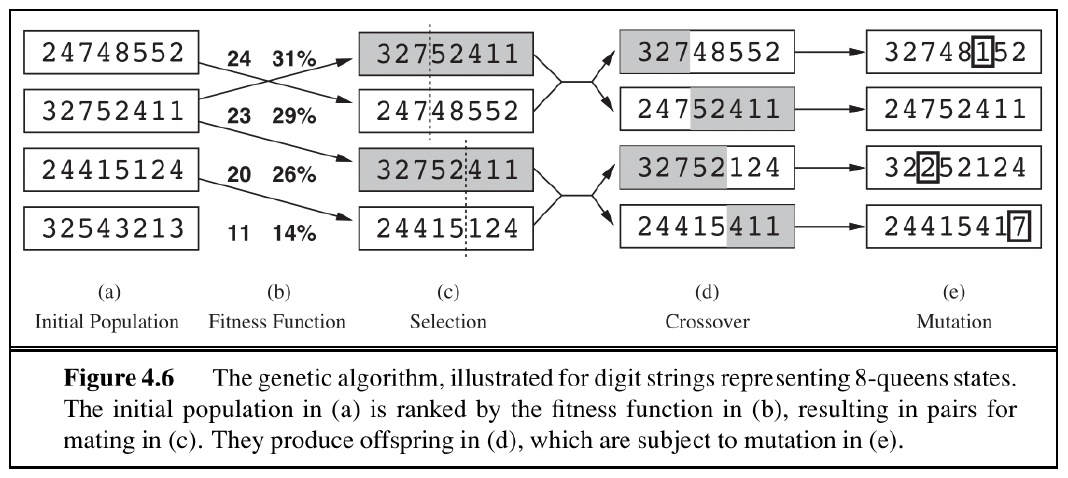 24748552 24 31% 32752411 32748552 32748152
32752411 23 29% 24748552 24752411 24752411
24415124 20 26% 32752411 32752124 32252124
32543213 11 14% 24415124 24415411 24415417
(a) (b) (c) (d) (e)
Initial Population Fitness Function Selection Crossover Mutation
Figure 4.6 The genetic algorithm, illustrated for digit strings representing 8-queens states.
The initial population in (a) is ranked by the fitness function in (b), resulting in pairs for
mating in (c). They produce offspring in (d), which are subject to mutation in (e).